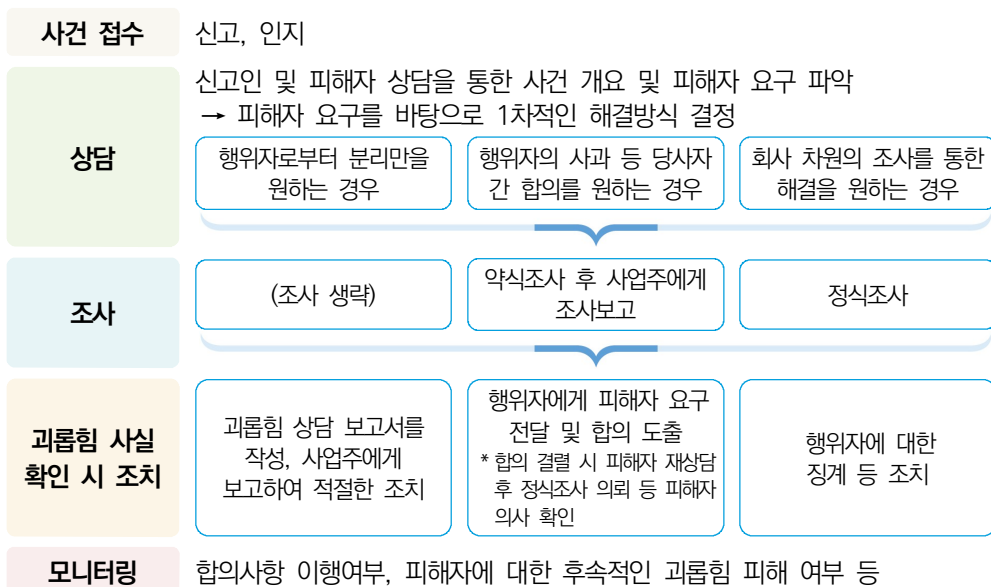 사건 접수
신고, 인지
상담
신고인 및 피해자 상담을 통한 사건 개요 및 피해자 요구 파악
→ 피해자 요구를 바탕으로 1차적인 해결방식 결정
행위자로부터 분리만을
원하는 경우
행위자의 사과 등 당사자
간 합의를 원하는 경우
회사 차원의 조사를 통한
해결을 원하는 경우
조사
(조사 생략)
약식조사 후 사업주에게
조사보고
정식조사
괴롭힘 사실
확인 시 조치
괴롭힘 상담 보고서를
작성, 사업주에게
보고하여 적절한 조치
행위자에게 피해자 요구
전달 및 합의 도출
* 합의 결렬 시 피해자 재상담
후 정식조사 의뢰 등 피해자
의사 확인
행위자에 대한
징계 등 조치
모니터링
합의사항 이행여부, 피해자에 대한 후속적인 괴롭힘 피해 여부 등